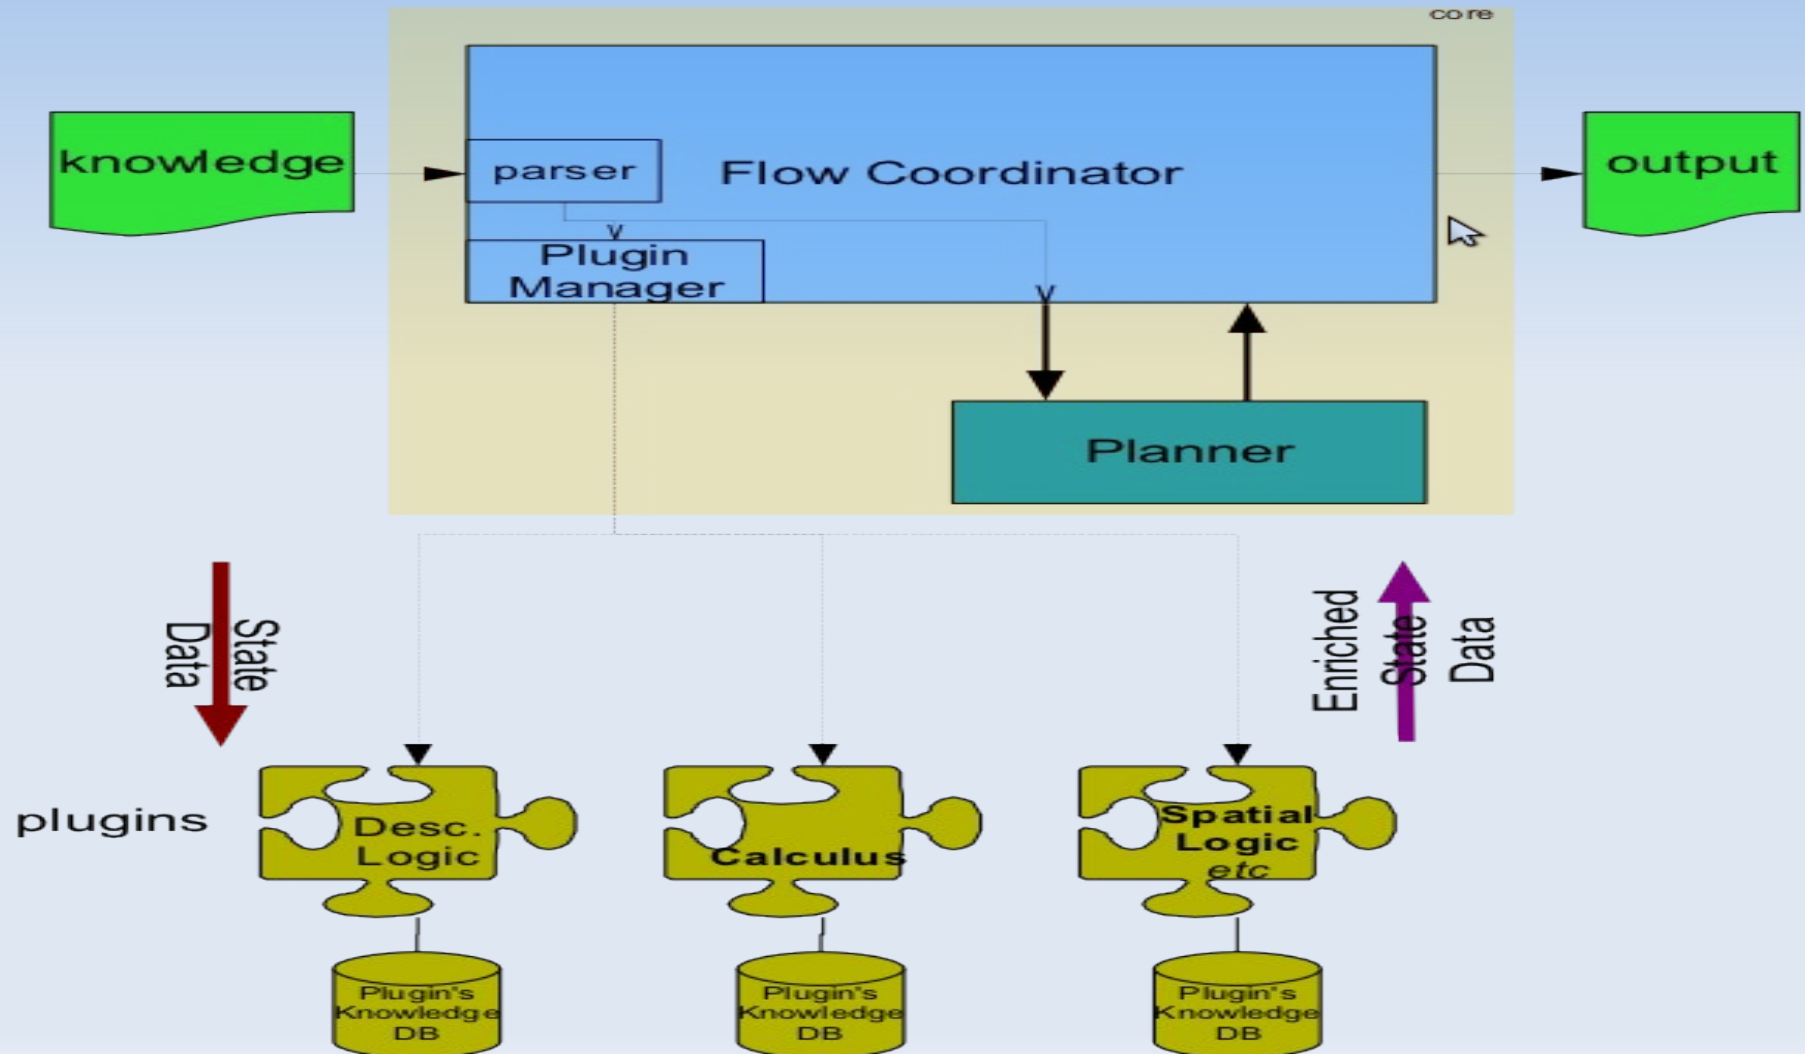 core
knowledge
parser
Flow Coordinator
output
Plugin
Manager
Planner
State
Data
Enriched
State
Data
plugins
Desc.
Logic
Calculus
Spatial
Logic
etc
Plugin's
Knowledge
DB
Plugin's
Knowledge
DB
Plugin's
Knowledge
DB